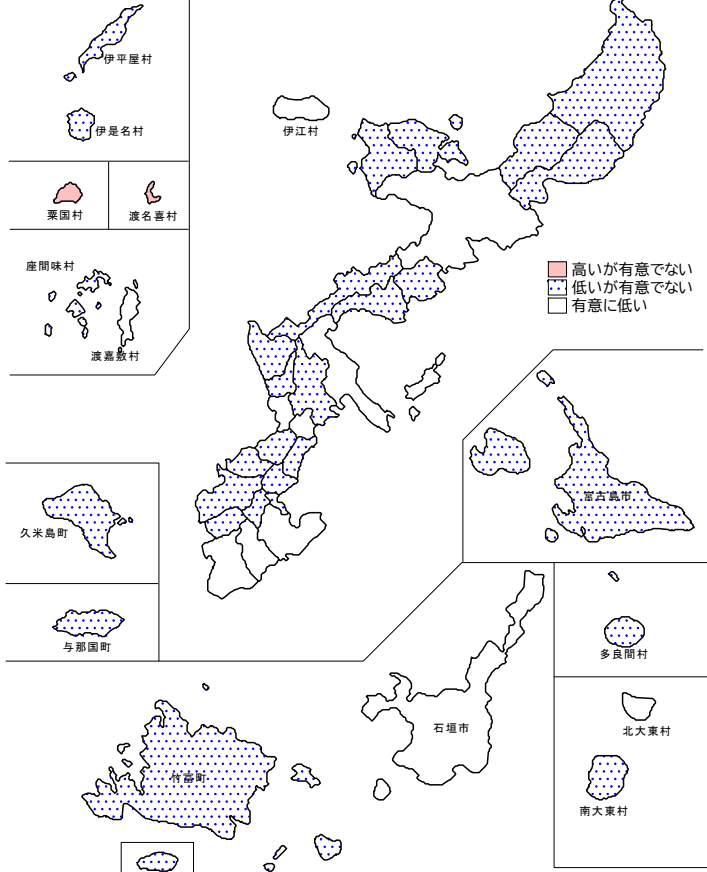 伊平屋村
伊是名村
伊江村
粟国村
渡名喜村
座間味村
渡嘉敷村
高いが有意でない
低いが有意でない
有意に低い
宮古島市
久米島町
与那国町
多良間村
石垣市
北大東村
竹富町
南大東村